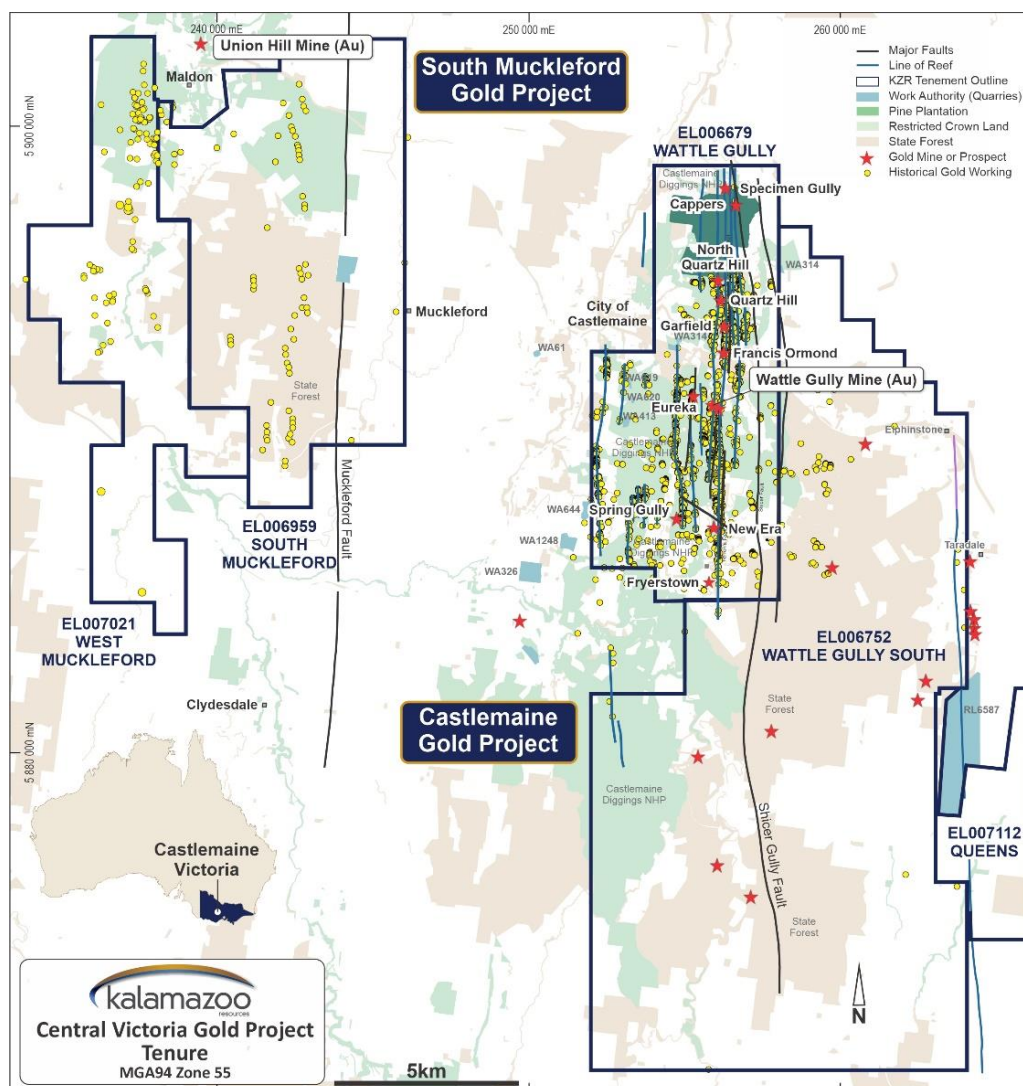 240 000 mE
250 000 mE
260 000 mE
Union Hill Mine (Au)
Maldon
South Muckleford
Gold Project
Major Faults
Line of Reef
KZR Tenement Outline
Work Authority (Quarries)
Pine Plantation
Restricted Crown Land
State Forest
Gold Mine or Prospect
Historical Gold Working
5 900 000 mN
EL006679
WATTLE GULLY
Castlemaine
Diggings NHP
Specimen Gully
Cappers
North
Quartz Hill
WA314
Quartz Hill
City of
Castlemaine
Garfield
WA314
Muckleford
WA61
Francis Ormond
Wattle Gully Mine (Au)
State
Forest
WA619
WA620
Eureka
WA413
Elphinstone
Castlemaine
Diggings NHP
Muckleford Fault
WA644
Spring Gully
New Era
EL006959
SOUTH
MUCKLEFORD
WA1248
Castlemaine
Diggings NHP
Taradale
WA326
Fryerstown
EL007021
WEST
MUCKLEFORD
EL006752
WATTLE GULLY SOUTH
Clydesdale
Castlemaine
Gold Project
State
Forest
RL6587
5 880 000 mN
Castlemaine
Diggings NHP
Shicer Gully Fault
EL007112
QUEENS
Castlemaine
Victoria
State
Forest
kalamazoo
resources
Central Victoria Gold Project
Tenure
MGA94 Zone 55
5km
N